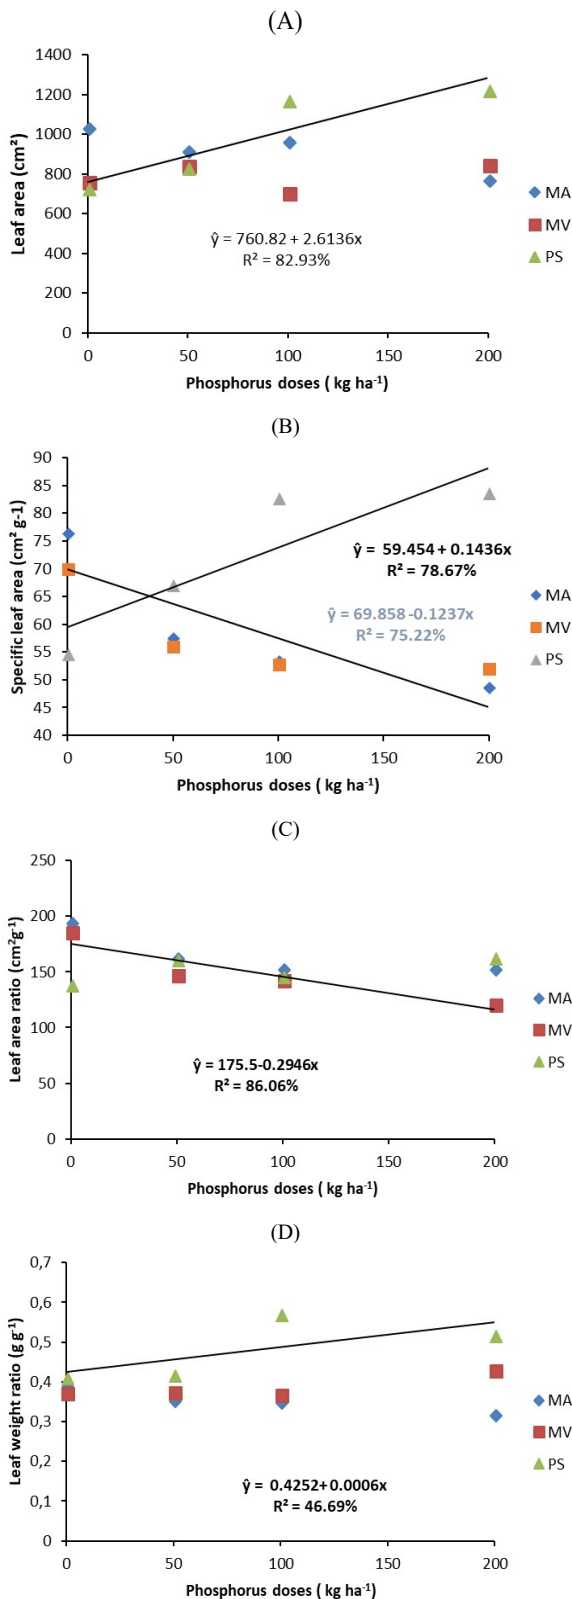 (A)
1400
1200
1000
800
600
400
200
0
Leaf area (cm²)
ŷ = 760.82 + 2.6136x
R² = 82.93%
MA
MV
PS
0 50 100 150 200
Phosphorus doses ( kg ha⁻¹)
(B)
90
85
80
75
70
65
60
55
50
45
40
Specific leaf area (cm² g-1)
ŷ = 59.454 + 0.1436x
R² = 78.67%
ŷ = 69.858 -0.1237x
R² = 75.22%
MA
MV
PS
0 50 100 150 200
Phosphorus doses ( kg ha⁻¹)
(C)
250
200
150
100
50
0
Leaf area ratio (cm²g⁻¹)
ŷ = 175.5-0.2946x
R² = 86.06%
MA
MV
PS
0 50 100 150 200
Phosphorus doses ( kg ha⁻¹)
(D)
0,7
0,6
0,5
0,4
0,3
0,2
0,1
0
Leaf weight ratio (g g⁻¹)
ŷ = 0.4252+ 0.0006x
R² = 46.69%
MA
MV
PS
0 50 100 150 200
Phosphorus doses ( kg ha⁻¹)